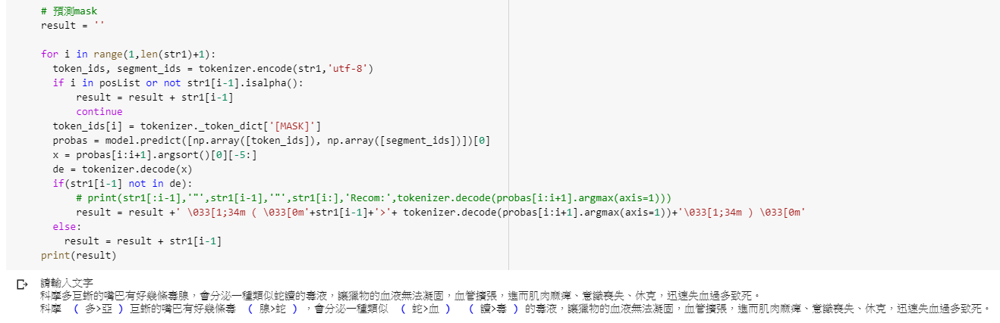 # 預測mask
result = ''
for i in range(1,len(str1)+1):
token_ids, segment_ids = tokenizer.encode(str1,'utf-8')
if i in posList or not str1[i-1].isalpha():
result = result + str1[i-1]
continue
token_ids[i] = tokenizer._token_dict['[MASK]']
probas = model.predict([np.array([token_ids]), np.array([segment_ids])])[0]
x = probas[i:i+1].argsort()[0][-5:]
de = tokenizer.decode(x)
if(str1[i-1] not in de):
# print(str1[:i-1],'"',str1[i-1],'"',str1[i:],'Recom:',tokenizer.decode(probas[i:i+1].argmax(axis=1)))
result = result +' \033[1;34m ( \033[0m'+str1[i-1]+'>'+ tokenizer.decode(probas[i:i+1].argmax(axis=1))+'\033[1;34m ) \033[0m'
else:
result = result + str1[i-1]
print(result)
請輸入文字
科摩多巨蜥的嘴巴有好幾條毒腺，會分泌一種類似蛇讀的毒液，讓獵物的血液無法凝固，血管擴張，進而肌肉麻痺、意識喪失、休克，迅速失血過多致死。
科摩 ( 多>亞 ) 巨蜥的嘴巴有好幾條毒 ( 腺>蛇 ) ，會分泌一種類似 ( 蛇>血 ) ( 讀>毒 ) 的毒液，讓獵物的血液無法凝固，血管擴張，進而肌肉麻痺、意識喪失、休克，迅速失血過多致死。